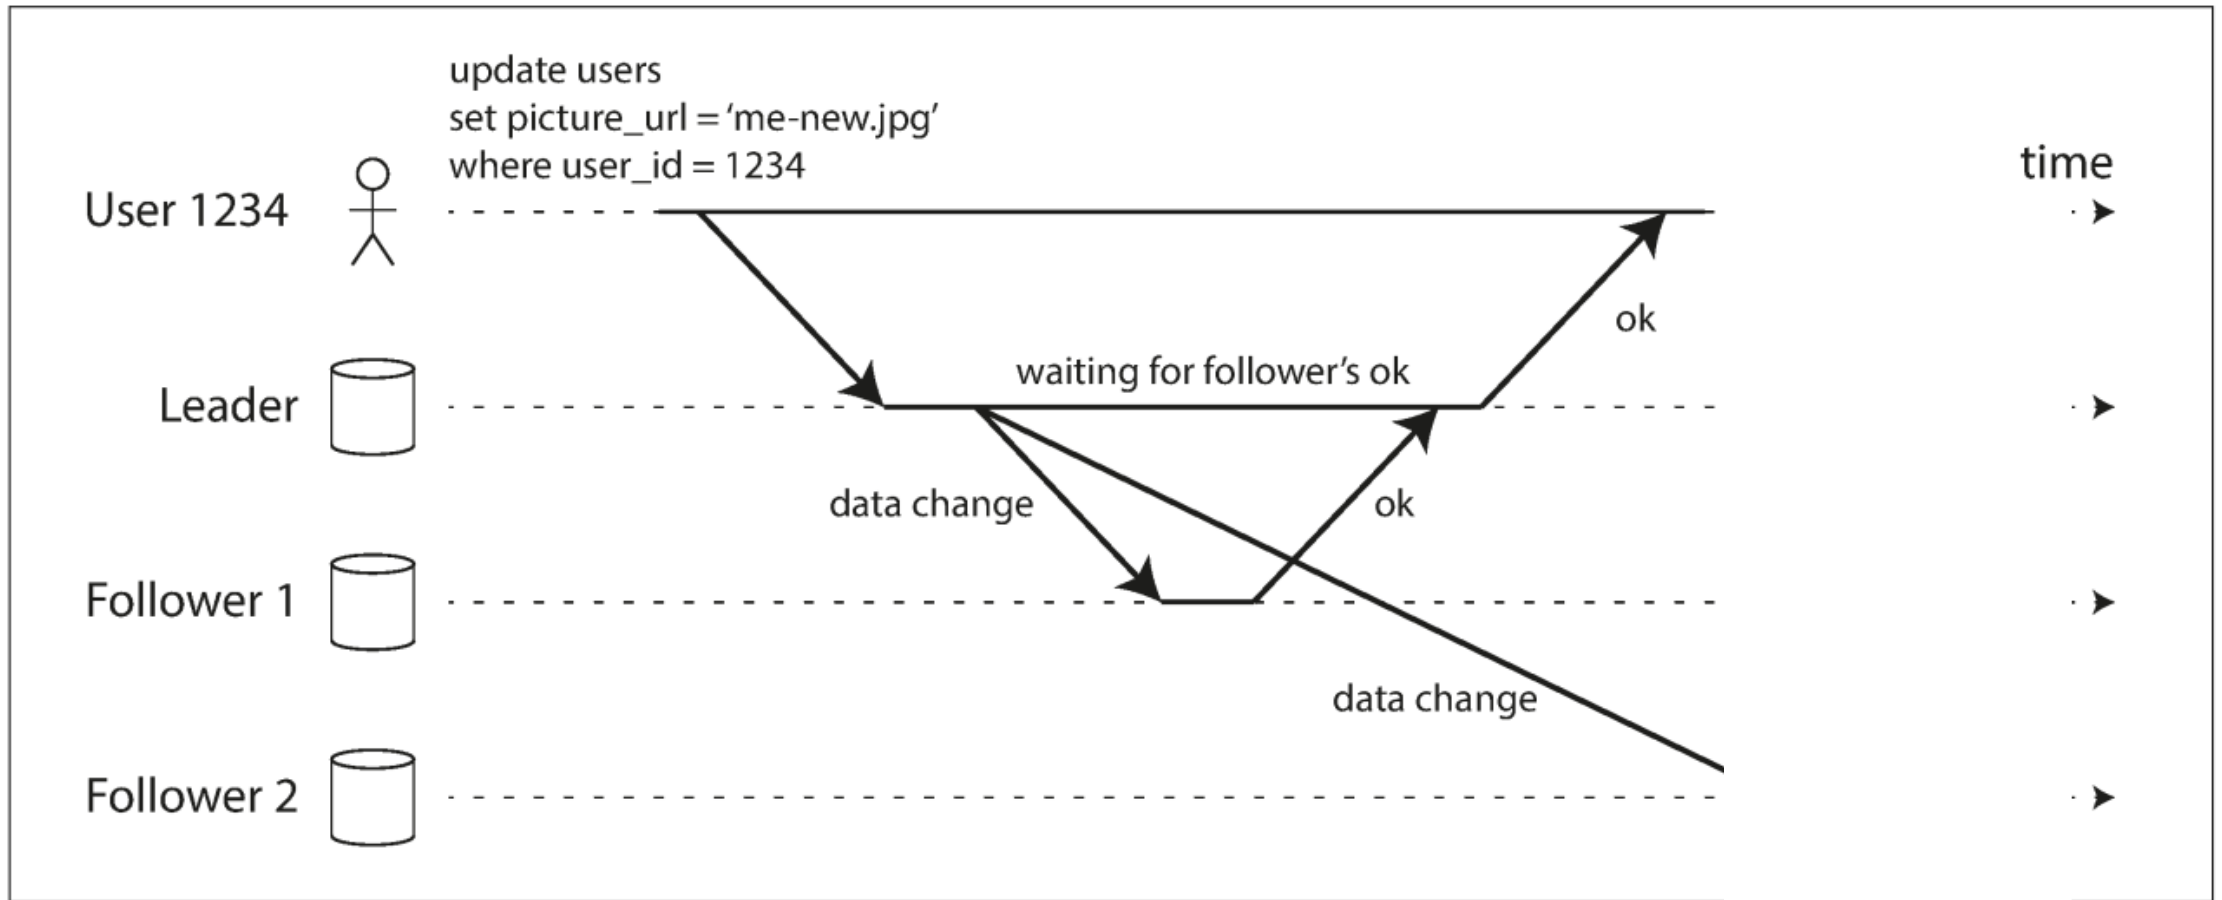 update users
set picture_url = ‘me-new.jpg’
where user_id = 1234
time
User 1234
ok
waiting for follower’s ok
Leader
data change
ok
Follower 1
data change
Follower 2